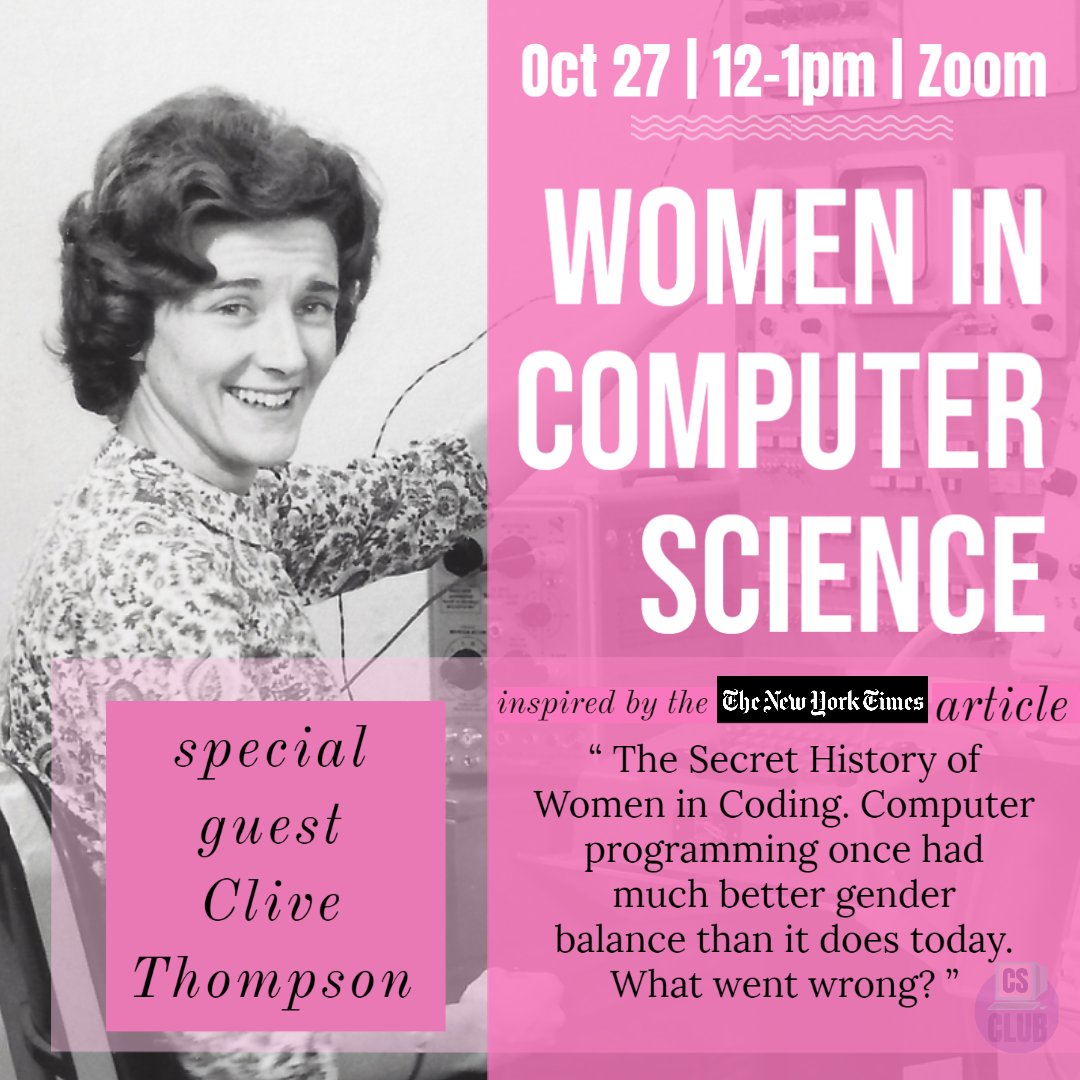 Oct 27 | 12-1pm | Zoom
WOMEN IN
COMPUTER
SCIENCE
inspired by the The New York Times article
“ The Secret History of
Women in Coding. Computer
programming once had
much better gender
balance than it does today.
What went wrong? ”
special
guest
Clive
Thompson
CS
CLUB